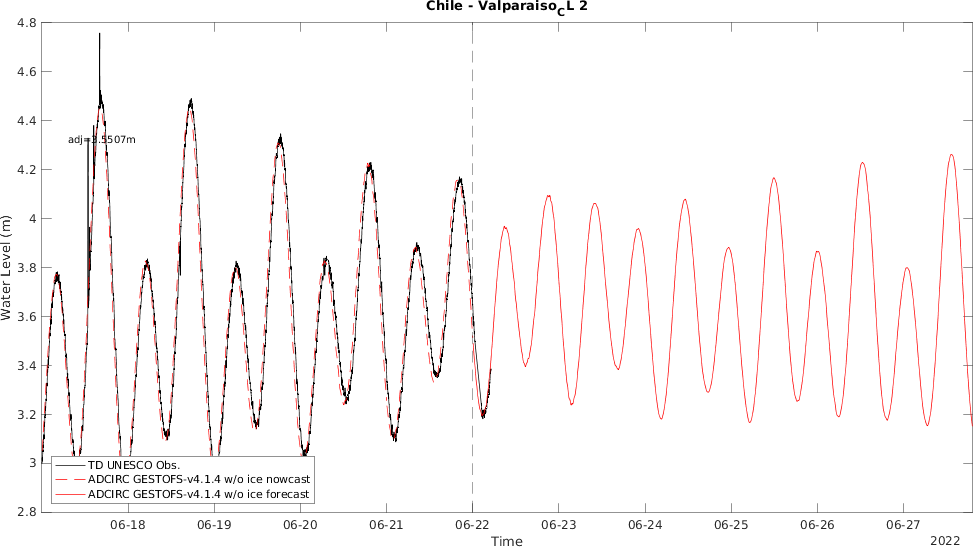 Chile - Valparaiso_CL 2
4.8
4.6
4.4
4.2
4
3.8
3.6
3.4
3.2
3
2.8
Water Level (m)
adj=3.5507m
TD UNESCO Obs.
ADCIRC GESTOFS-v4.1.4 w/o ice nowcast
ADCIRC GESTOFS-v4.1.4 w/o ice forecast
06-18 06-19 06-20 06-21 06-22 06-23 06-24 06-25 06-26 06-27
Time
2022